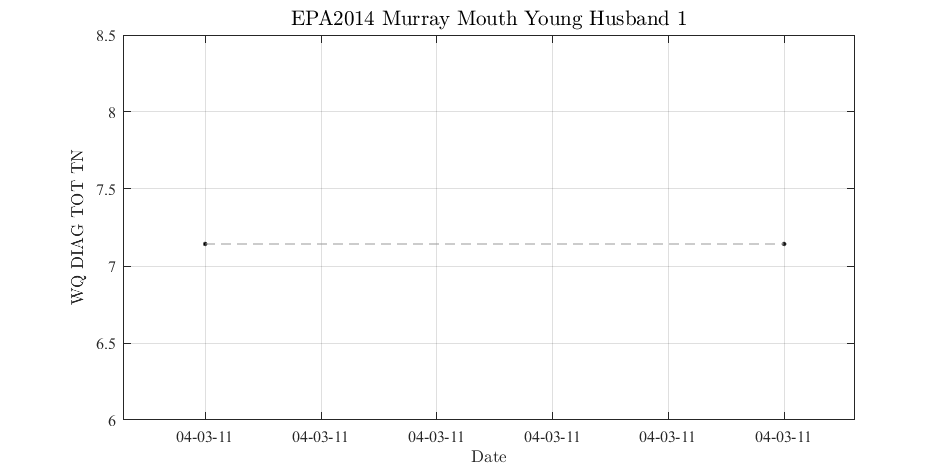 EPA2014 Murray Mouth Young Husband 1
WQ DIAG TOT TN
8.5
8
7.5
7
6.5
6
04-03-11 04-03-11 04-03-11 04-03-11 04-03-11 04-03-11
Date